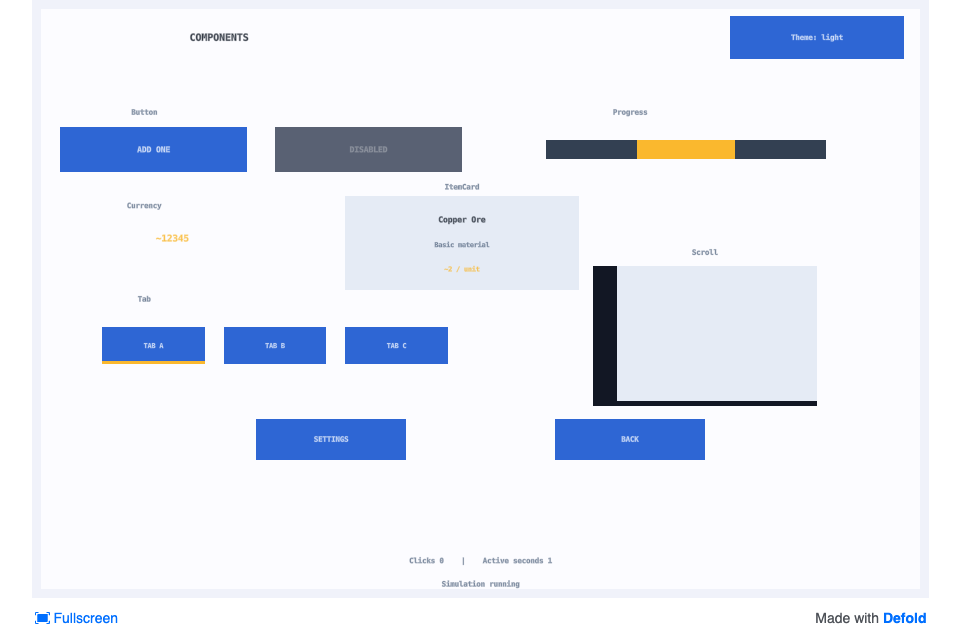 COMPONENTS
Theme: light
Button
Progress
ADD ONE
DISABLED
ItemCard
Currency
Copper Ore
~12345
Basic material
Scroll
~2 / unit
Tab
TAB A
TAB B
TAB C
SETTINGS
BACK
Clicks 0 | Active seconds 1
Simulation running
Fullscreen
Made with Defold